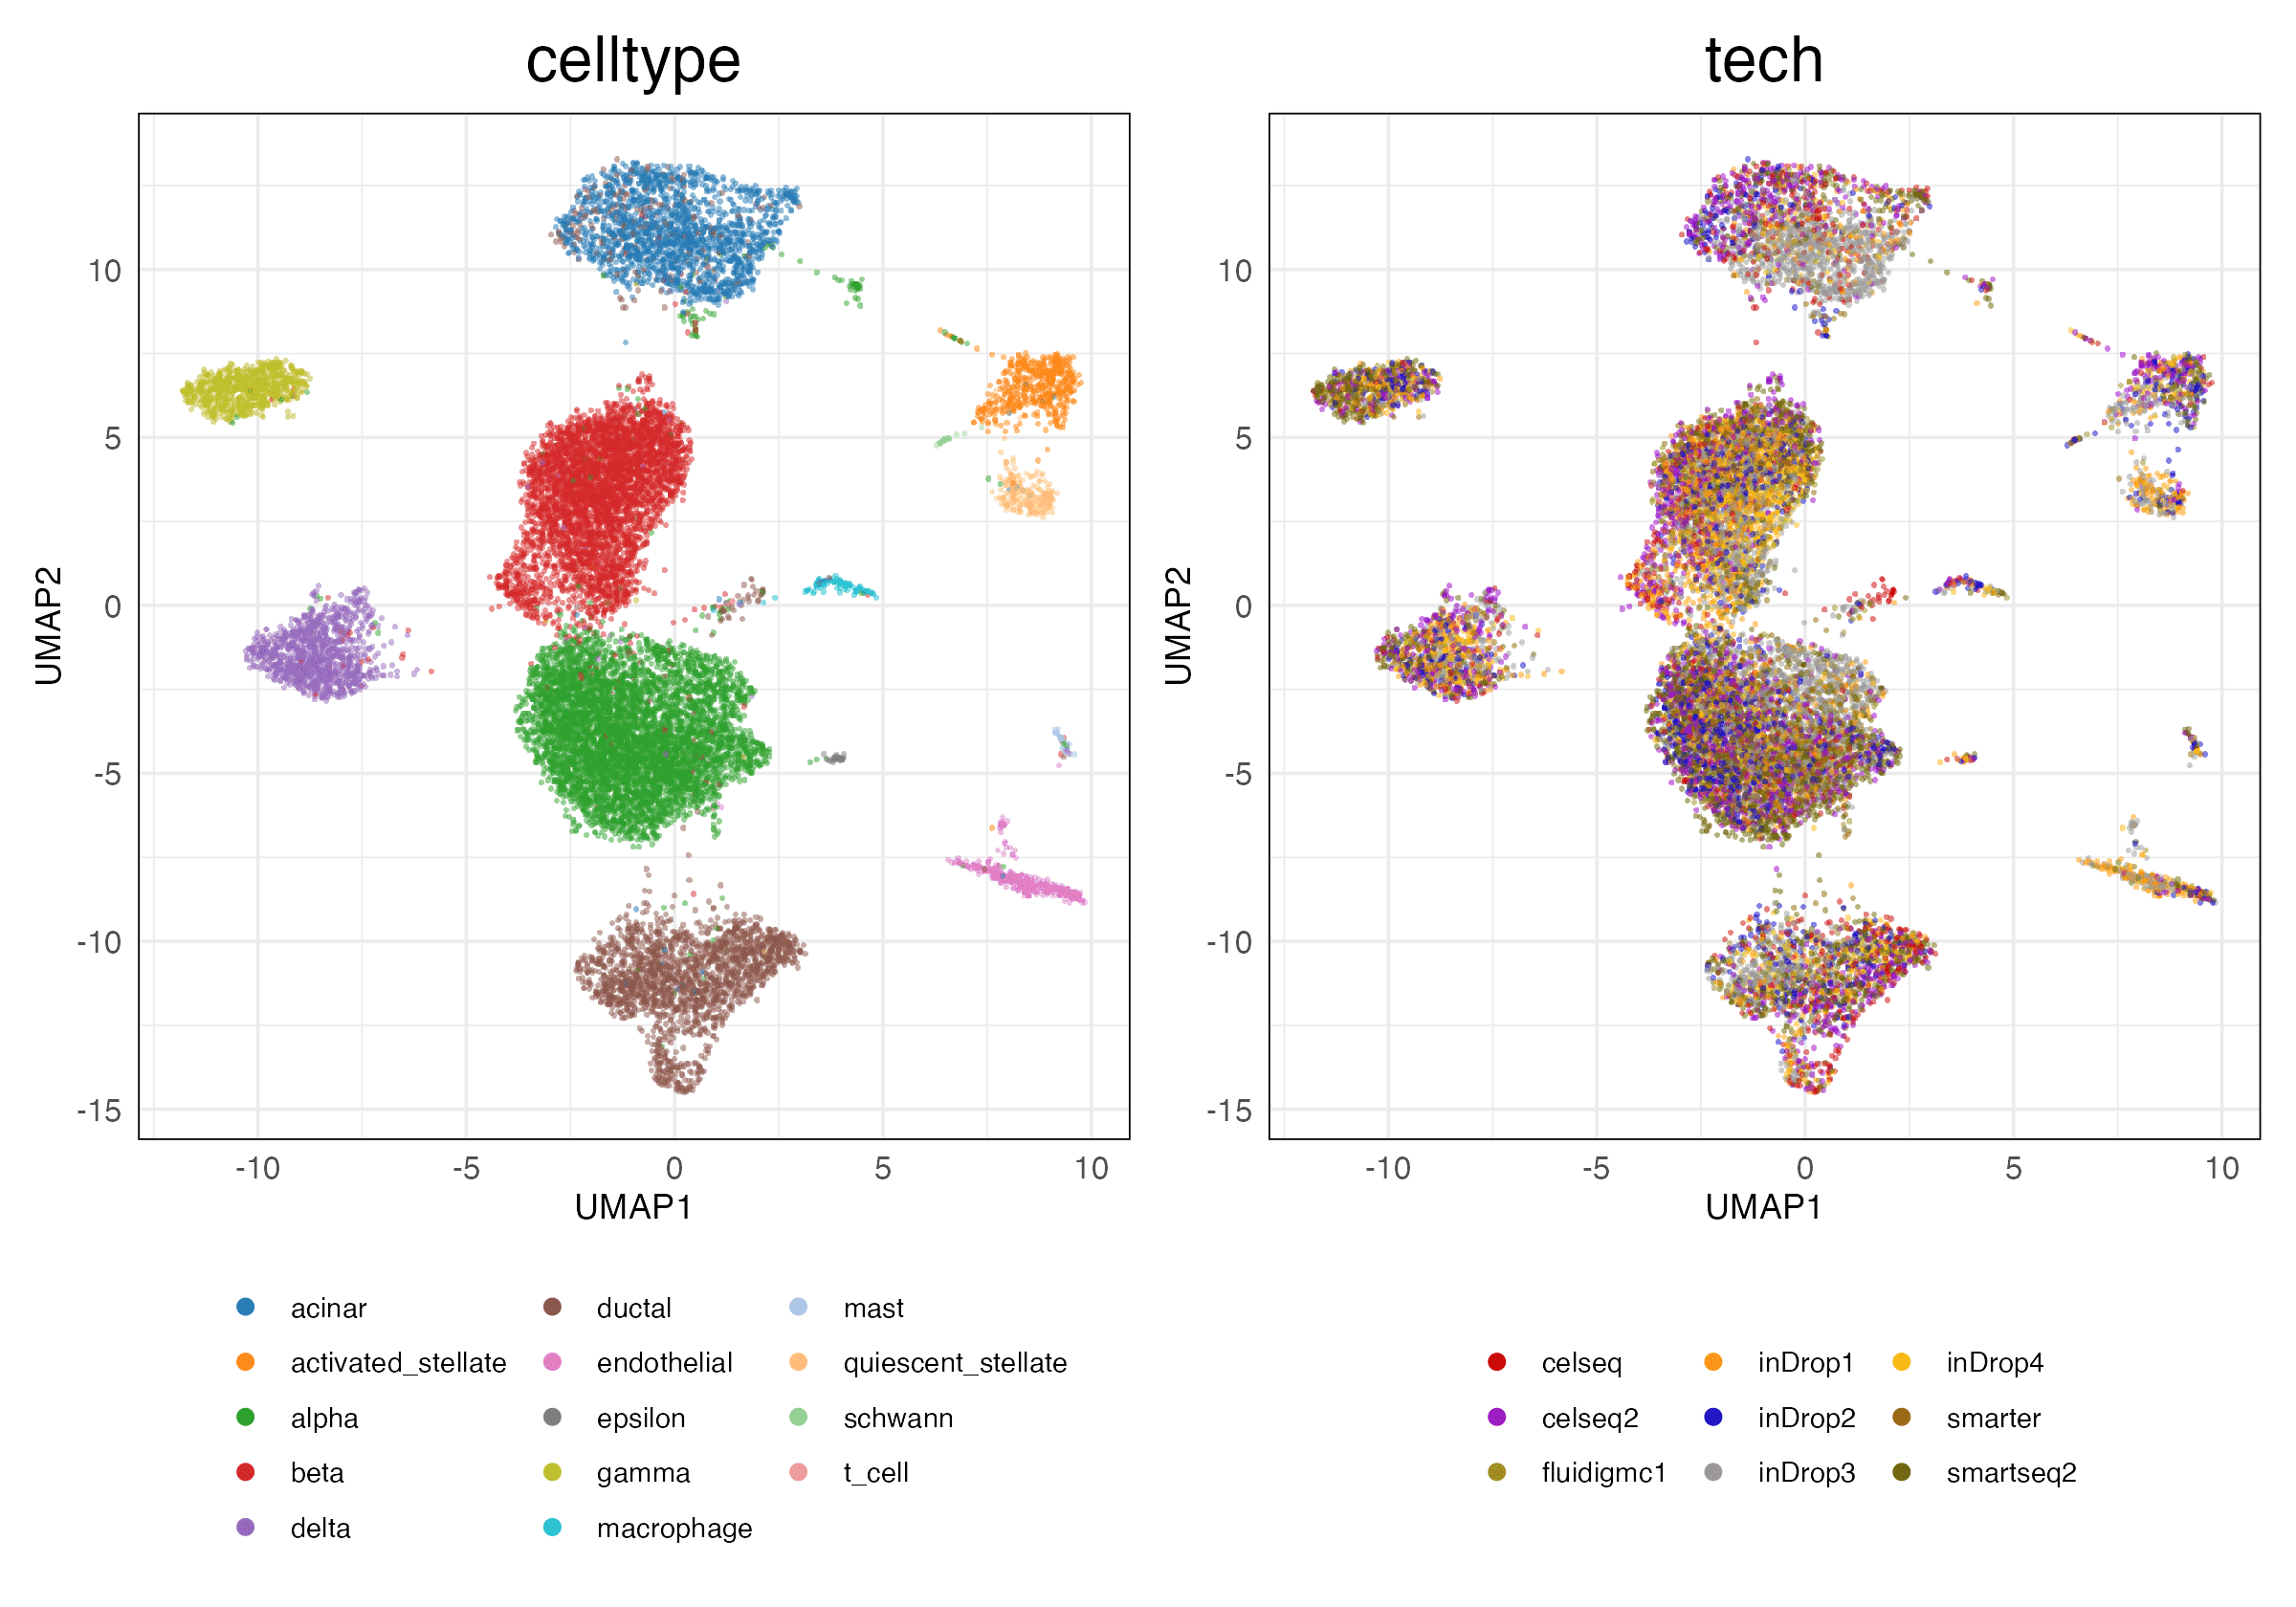 celltype
10
5
0
-5
-10
-15
UMAP2
-10 -5 0 5 10
UMAP1
acinar ductal mast
activated_stellate endothelial quiescent_stellate
alpha epsilon schwann
beta gamma t_cell
delta macrophage
tech
10
5
0
-5
-10
-15
UMAP2
-10 -5 0 5 10
UMAP1
celseq inDrop1 inDrop4
celseq2 inDrop2 smarter
fluidigmc1 inDrop3 smartseq2